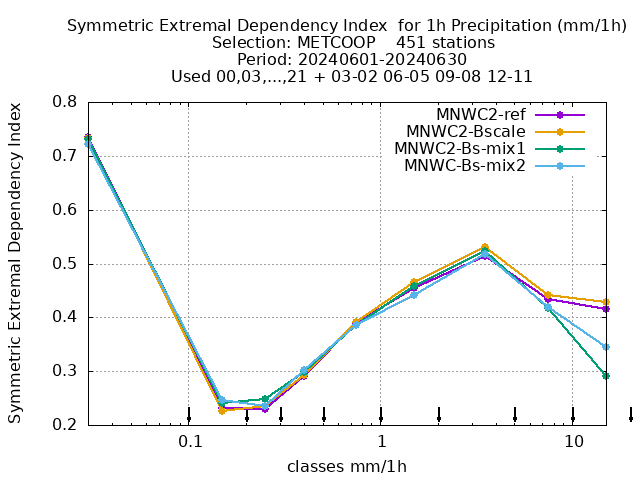 Symmetric Extremal Dependency Index  for 1h Precipitation (mm/1h)
Selection: METCOOP    451 stations
Period: 20240601-20240630
Used 00,03,...,21 + 03-02 06-05 09-08 12-11
Symmetric Extremal Dependency Index
0.8
0.7
0.6
0.5
0.4
0.3
0.2
MNWC2-ref
MNWC2-Bscale
MNWC2-Bs-mix1
MNWC-Bs-mix2
0.1 1 10
classes mm/1h